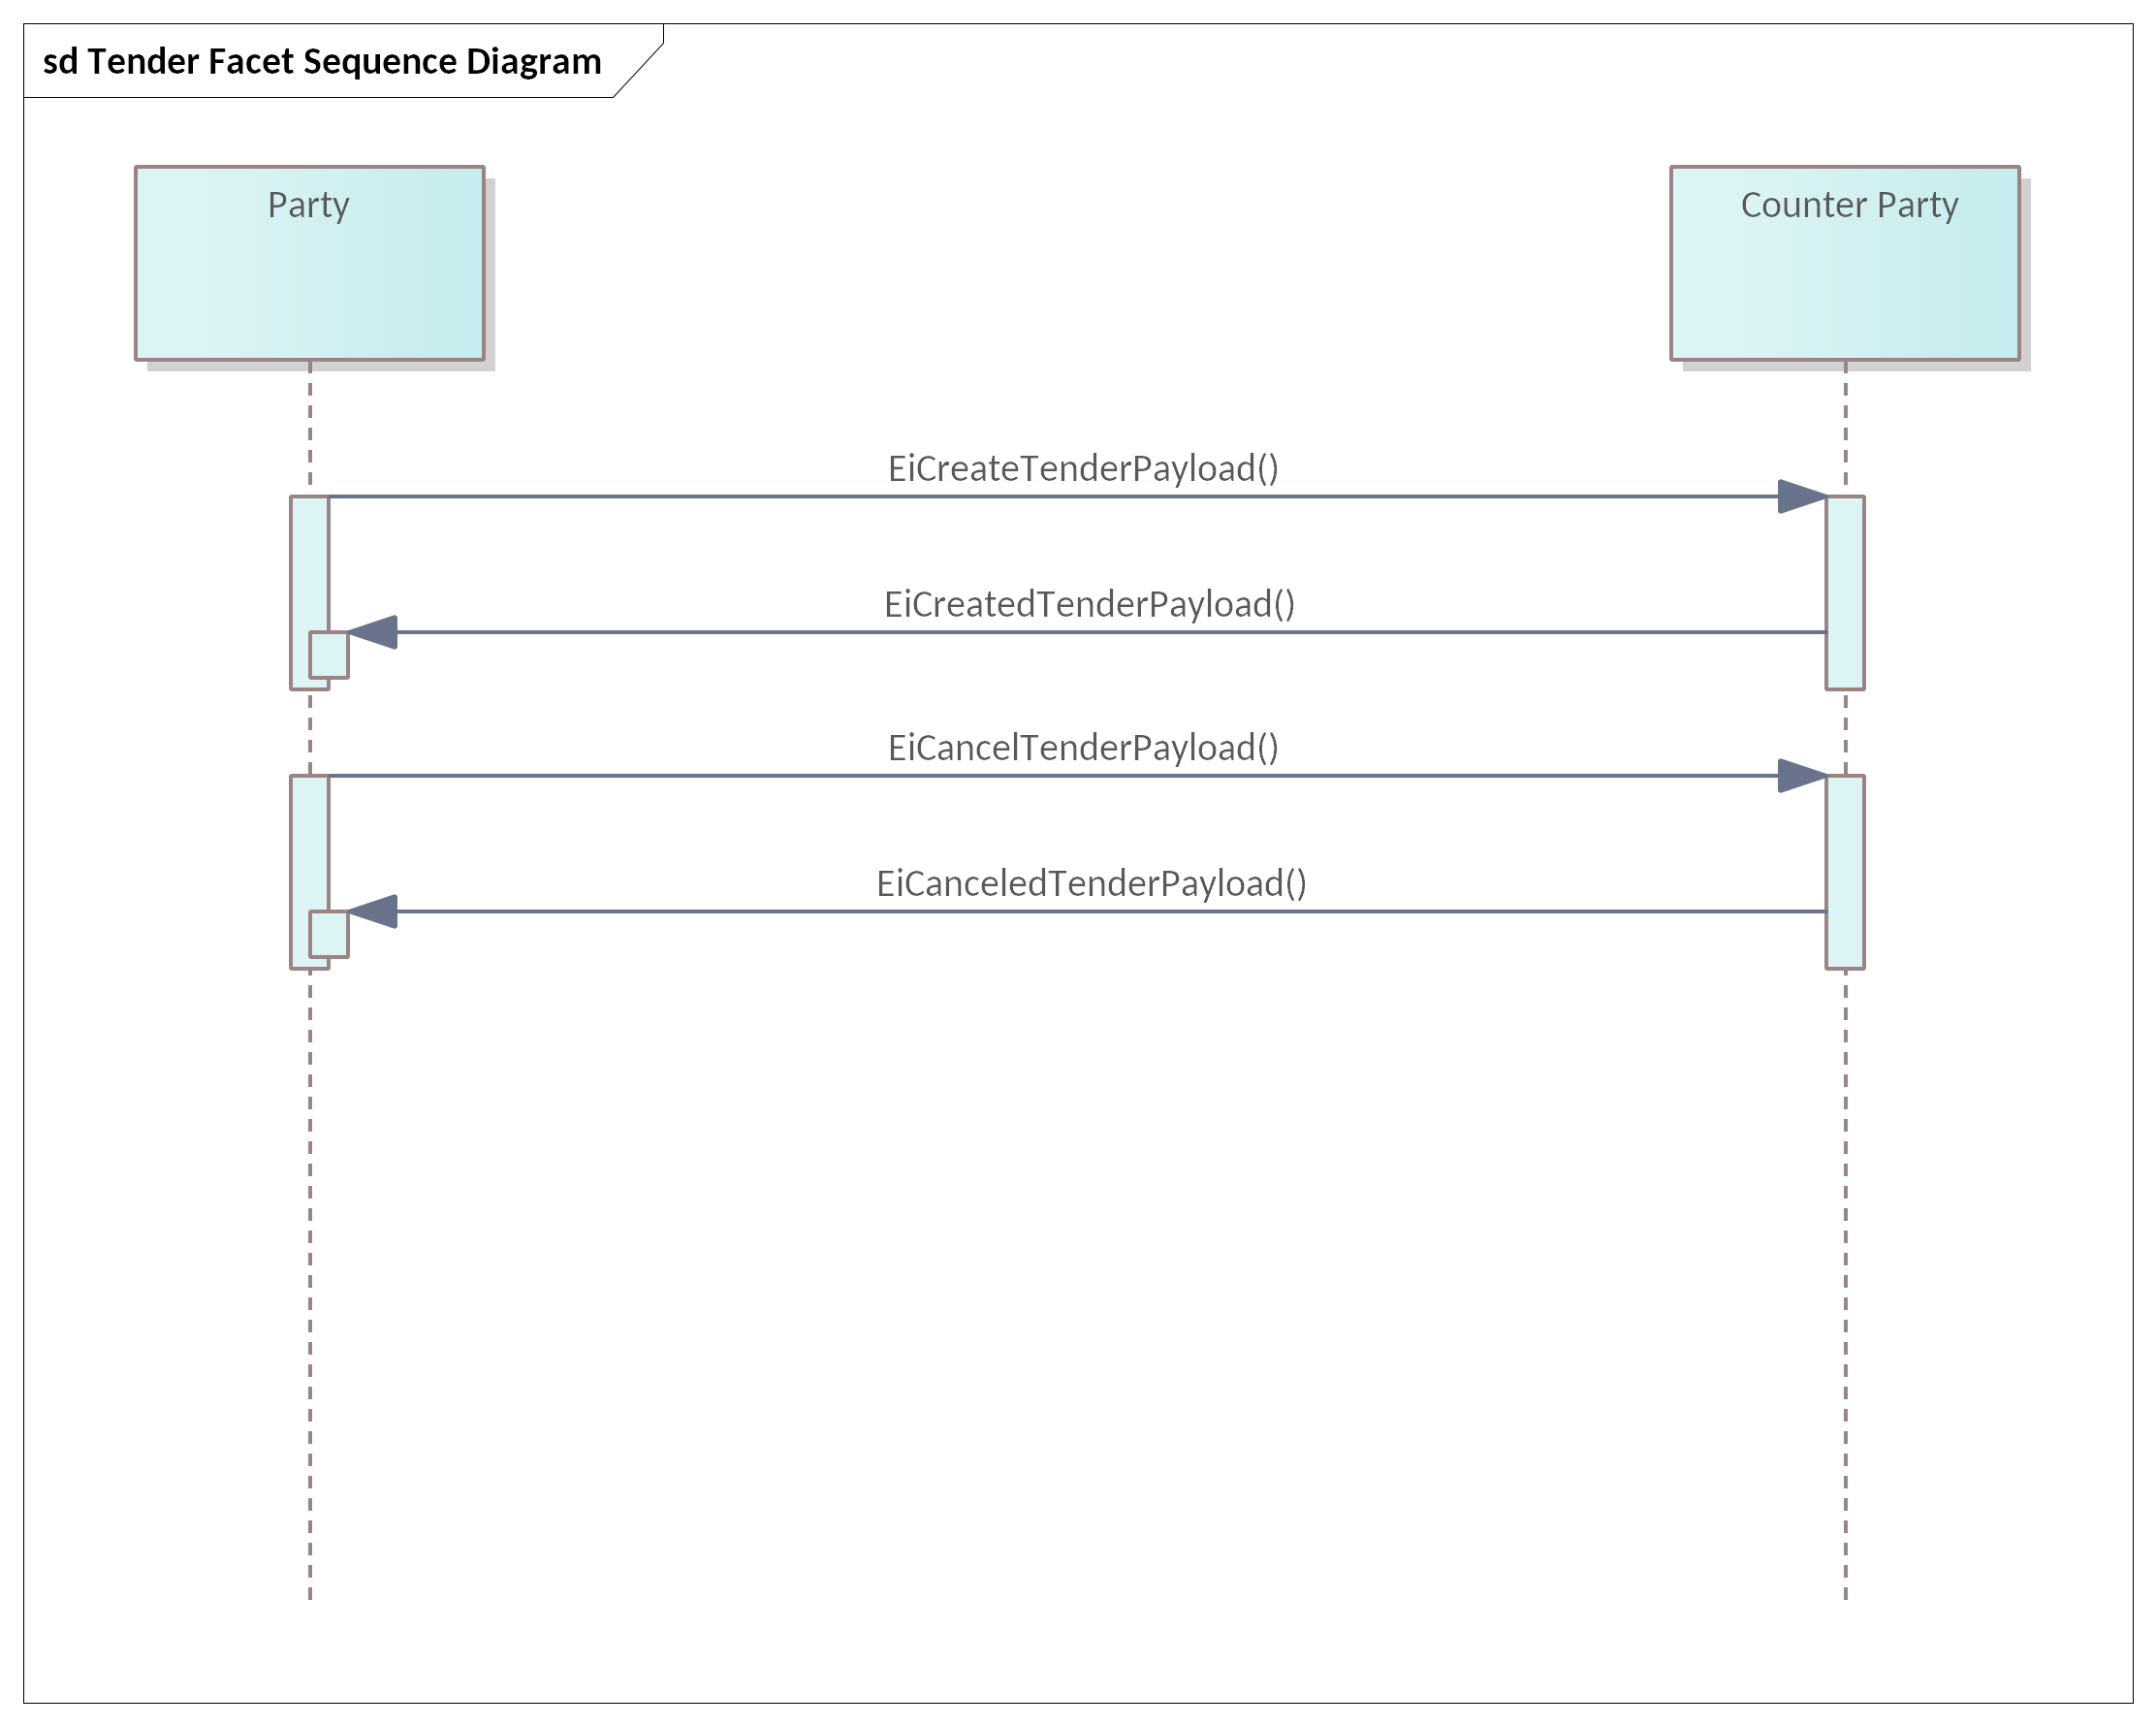 sd Tender Facet Sequence Diagram
Party
Counter Party
EiCreateTenderPayload()
EiCreatedTenderPayload()
EiCancelTenderPayload()
EiCanceledTenderPayload()